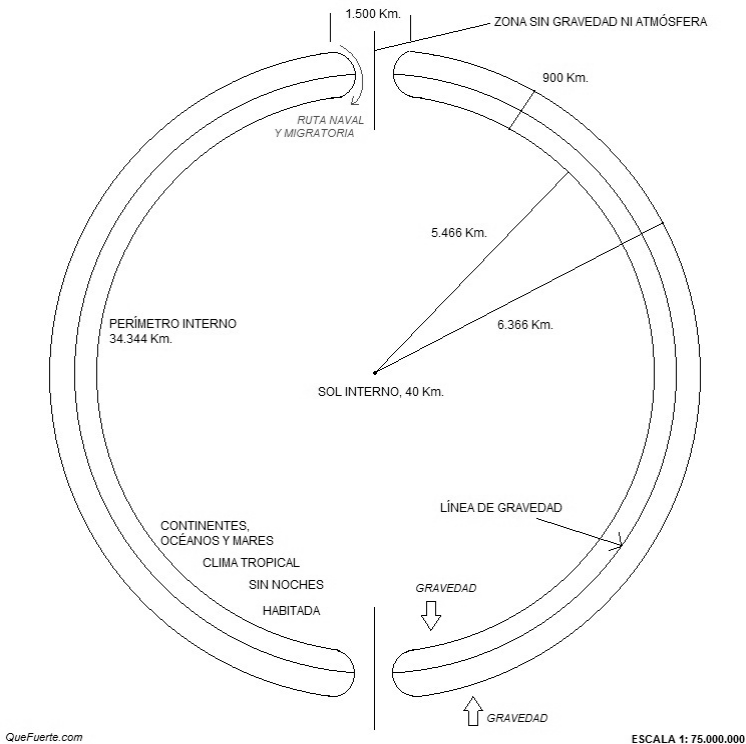 1.500 Km.
ZONA SIN GRAVEDAD NI ATMÓSFERA
900 Km.
RUTA NAVAL
Y MIGRATORIA
5.466 Km.
6.366 Km.
PERÍMETRO INTERNO
34.344 Km.
SOL INTERNO, 40 Km.
LÍNEA DE GRAVEDAD
CONTINENTES,
OCÉANOS Y MARES
CLIMA TROPICAL
SIN NOCHES
HABITADA
GRAVEDAD
GRAVEDAD
QueFuerte.com
ESCALA 1: 75.000.000